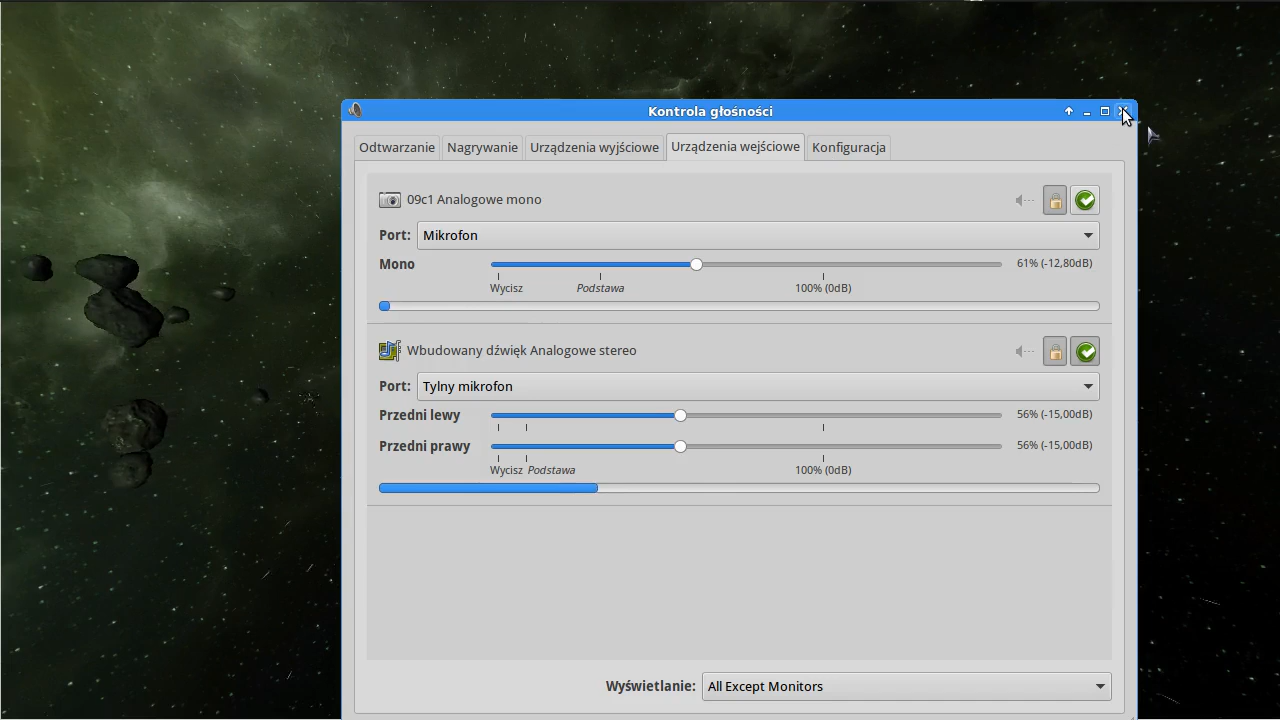 Kontrola głośności
Odtwarzanie Nagrywanie Urządzenia wyjściowe Urządzenia wejściowe Konfiguracja
09c1 Analogowe mono
Port: Mikrofon
Mono 61% (-12,80dB)
Wycisz Podstawa 100% (0dB)
Wbudowany dźwięk Analogowe stereo
Port: Tylny mikrofon
Przedni lewy 56% (-15,00dB)
Przedni prawy 56% (-15,00dB)
Wycisz Podstawa 100% (0dB)
Wyświetlanie: All Except Monitors